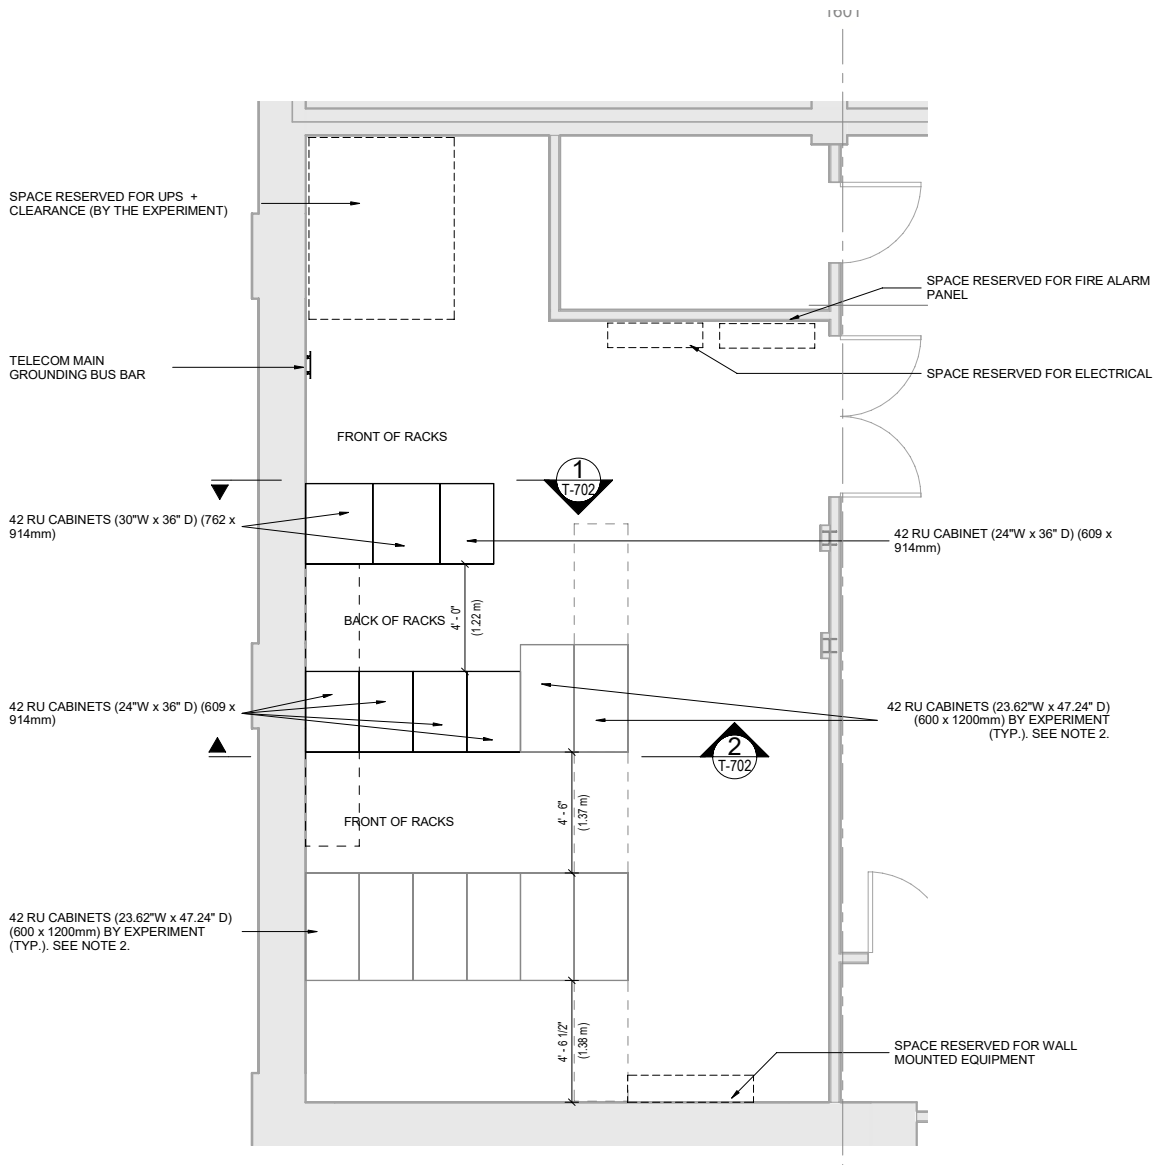 1601
SPACE RESERVED FOR UPS +
CLEARANCE (BY THE EXPERIMENT)
SPACE RESERVED FOR FIRE ALARM
PANEL
TELECOM MAIN
GROUNDING BUS BAR
SPACE RESERVED FOR ELECTRICAL
FRONT OF RACKS
1
T-702
42 RU CABINETS (30"W x 36" D) (762 x
914mm)
42 RU CABINET (24"W x 36" D) (609 x
914mm)
BACK OF RACKS
4' - 0"
(1.22 m)
42 RU CABINETS (24"W x 36" D) (609 x
914mm)
42 RU CABINETS (23.62"W x 47.24" D)
(600 x 1200mm) BY EXPERIMENT
(TYP.). SEE NOTE 2.
2
T-702
4' - 6"
(1.37 m)
FRONT OF RACKS
42 RU CABINETS (23.62"W x 47.24" D)
(600 x 1200mm) BY EXPERIMENT
(TYP.). SEE NOTE 2.
4' - 6 1/2"
(1.38 m)
SPACE RESERVED FOR WALL
MOUNTED EQUIPMENT